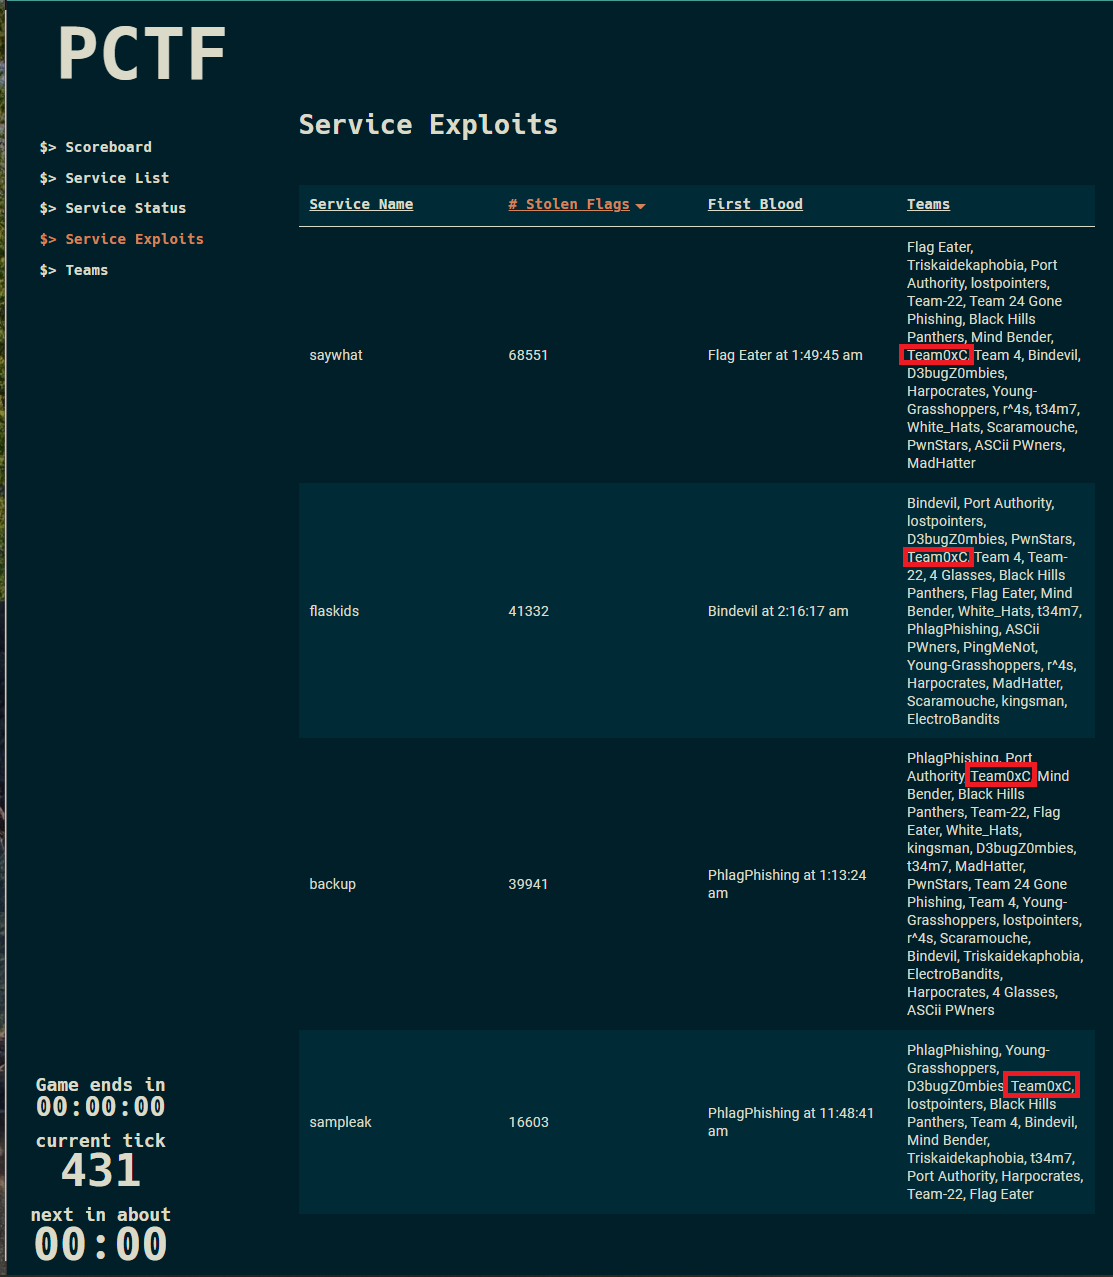 PCTF
$> Scoreboard
$> Service List
$> Service Status
$> Service Exploits
$> Teams
Service Exploits
Service Name # Stolen Flags First Blood Teams
saywhat 68551 Flag Eater at 1:49:45 am
Flag Eater,
Triskaidekaphobia, Port
Authority, lostpointers,
Team-22, Team 24 Gone
Phishing, Black Hills
Panthers, Mind Bender,
Team0xC, Team 4, Bindevil,
D3bugZ0mbies,
Harpocrates, Young-
Grasshoppers, r^4s, t34m7,
White_Hats, Scaramouche,
PwnStars, ASCii PWners,
MadHatter
flaskids 41332 Bindevil at 2:16:17 am
Bindevil, Port Authority,
lostpointers,
D3bugZ0mbies, PwnStars,
Team0xC, Team 4, Team-
22, 4 Glasses, Black Hills
Panthers, Flag Eater, Mind
Bender, White_Hats, t34m7,
PhlagPhishing, ASCii
PWners, PingMeNot,
Young-Grasshoppers, r^4s,
Harpocrates, MadHatter,
Scaramouche, kingsman,
ElectroBandits
backup 39941 PhlagPhishing at 1:13:24
am
PhlagPhishing, Port
Authority, Team0xC, Mind
Bender, Black Hills
Panthers, Team-22, Flag
Eater, White_Hats,
kingsman, D3bugZ0mbies,
t34m7, MadHatter,
PwnStars, Team 24 Gone
Phishing, Team 4, Young-
Grasshoppers, lostpointers,
r^4s, Scaramouche,
Bindevil, Triskaidekaphobia,
ElectroBandits,
Harpocrates, 4 Glasses,
ASCii PWners
sampleak 16603 PhlagPhishing at 11:48:41
am
PhlagPhishing, Young-
Grasshoppers,
D3bugZ0mbies, Team0xC,
lostpointers, Black Hills
Panthers, Team 4, Bindevil,
Mind Bender,
Triskaidekaphobia, t34m7,
Port Authority, Harpocrates,
Team-22, Flag Eater
Game ends in
00:00:00
current tick
431
next in about
00:00